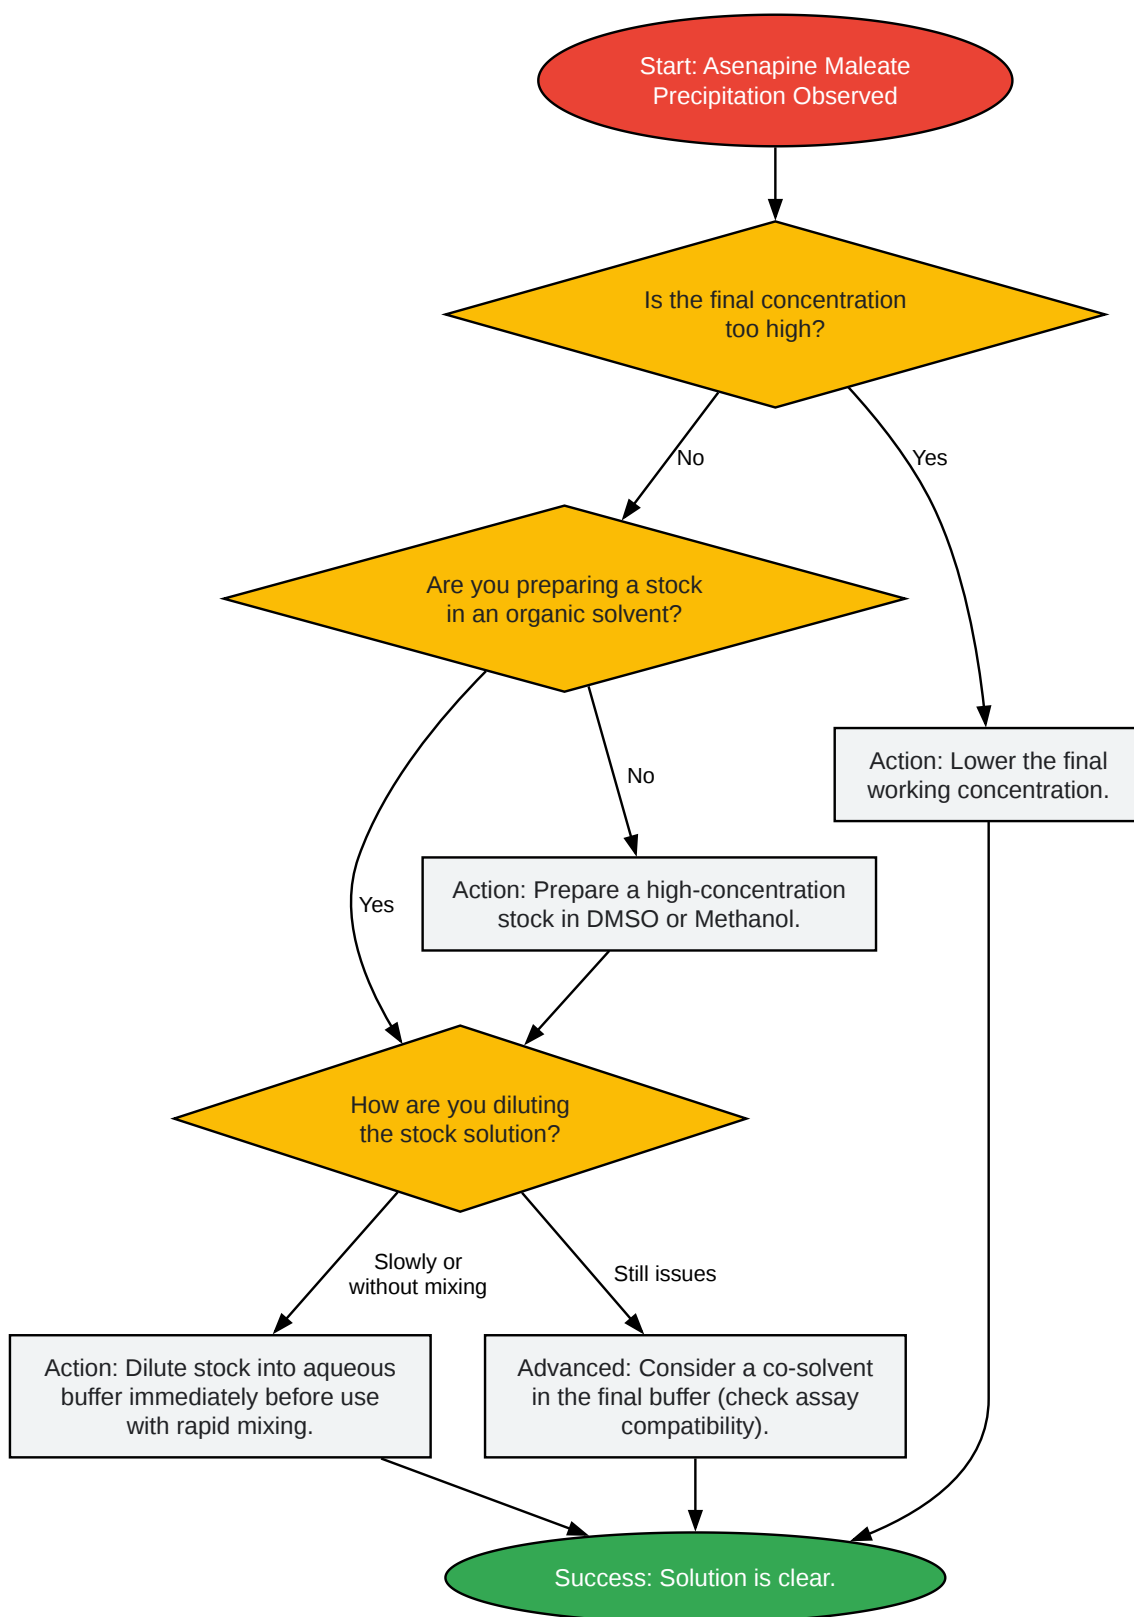 Start: Asenapine Maleate
Precipitation Observed
Is the final concentration
too high?
No
Yes
Are you preparing a stock
in an organic solvent?
Action: Lower the final
working concentration.
No
Action: Prepare a high-concentration
stock in DMSO or Methanol.
Yes
How are you diluting
the stock solution?
Slowly or
without mixing
Still issues
Action: Dilute stock into aqueous
buffer immediately before use
with rapid mixing.
Advanced: Consider a co-solvent
in the final buffer (check assay
compatibility).
Success: Solution is clear.